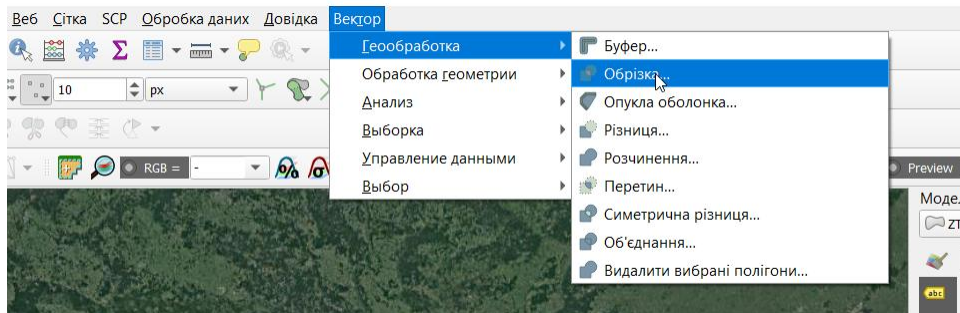 Веб Сітка SCP Обробка даних Довідка Вектор
Геообработка
Обработка геометрии
Анализ
Выборка
Управление данными
Выбор
Буфер...
Обрізка...
Опукла оболонка...
Різниця...
Розчинення...
Перетин...
Симетрична різниця...
Об'єднання...
Видалити вибрані полігони...
10 px
RGB = -
Preview
Моде
ZT
abc